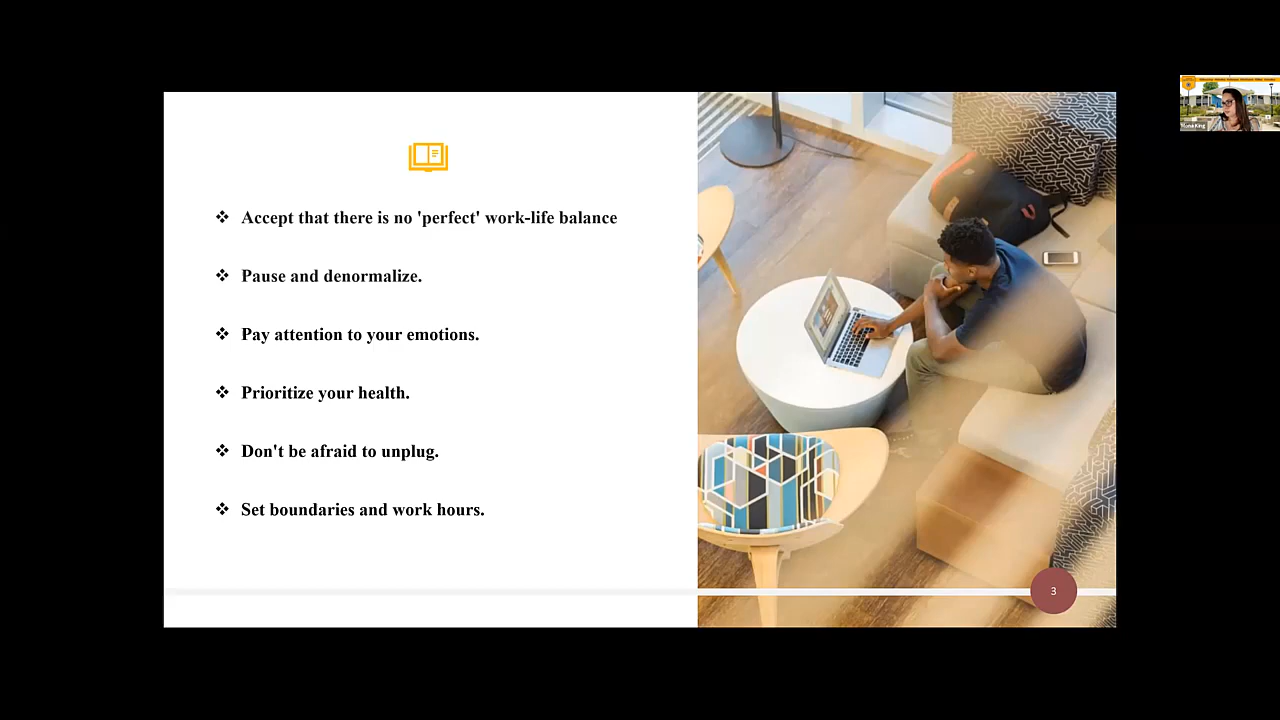 Accept that there is no 'perfect' work-life balance
Pause and denormalize.
Pay attention to your emotions.
Prioritize your health.
Don't be afraid to unplug.
Set boundaries and work hours.
3
King